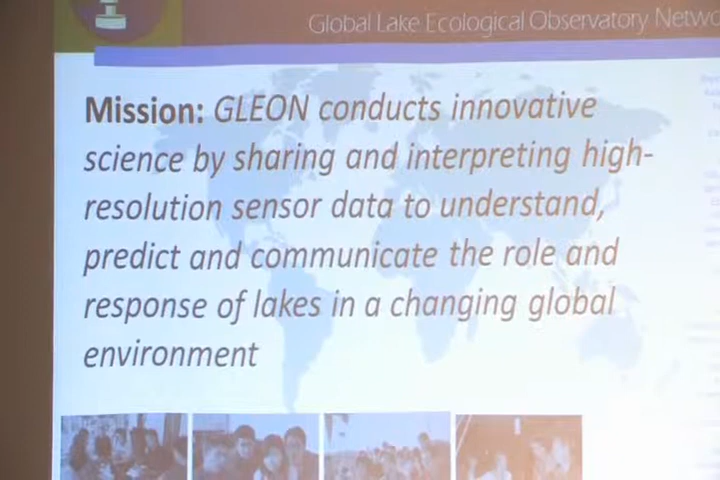 Global Lake Ecological Observatory Netwo
Mission: GLEON conducts innovative
science by sharing and interpreting high-
resolution sensor data to understand,
predict and communicate the role and
response of lakes in a changing global
environment